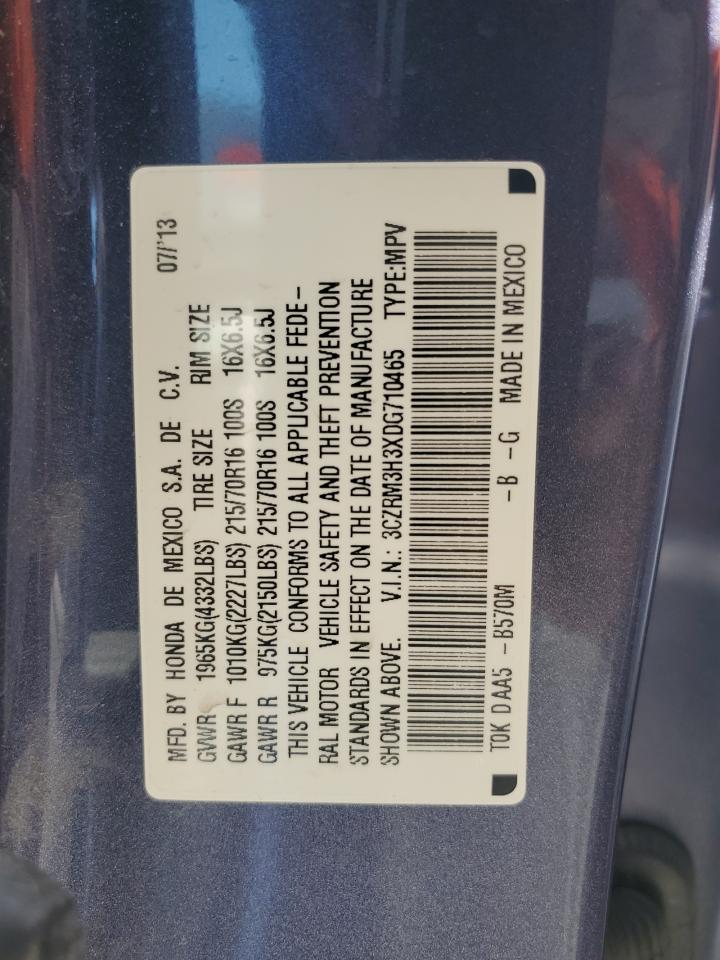 MFD. BY HONDA DE MEXICO S.A. DE C.V. 07/'13
GVWR 1965KG(4332LBS) TIRE SIZE RIM SIZE
GAWR F 1010KG(2227LBS) 215/70R16 100S 16X6.5J
GAWR R 975KG(2150LBS) 215/70R16 100S 16X6.5J
THIS VEHICLE CONFORMS TO ALL APPLICABLE FEDE-
RAL MOTOR VEHICLE SAFETY AND THEFT PREVENTION
STANDARDS IN EFFECT ON THE DATE OF MANUFACTURE
SHOWN ABOVE. V.I.N.: 3CZRM3H3XDG710465 TYPE:MPV
T0K D AA5 -B570M -B -G MADE IN MEXICO